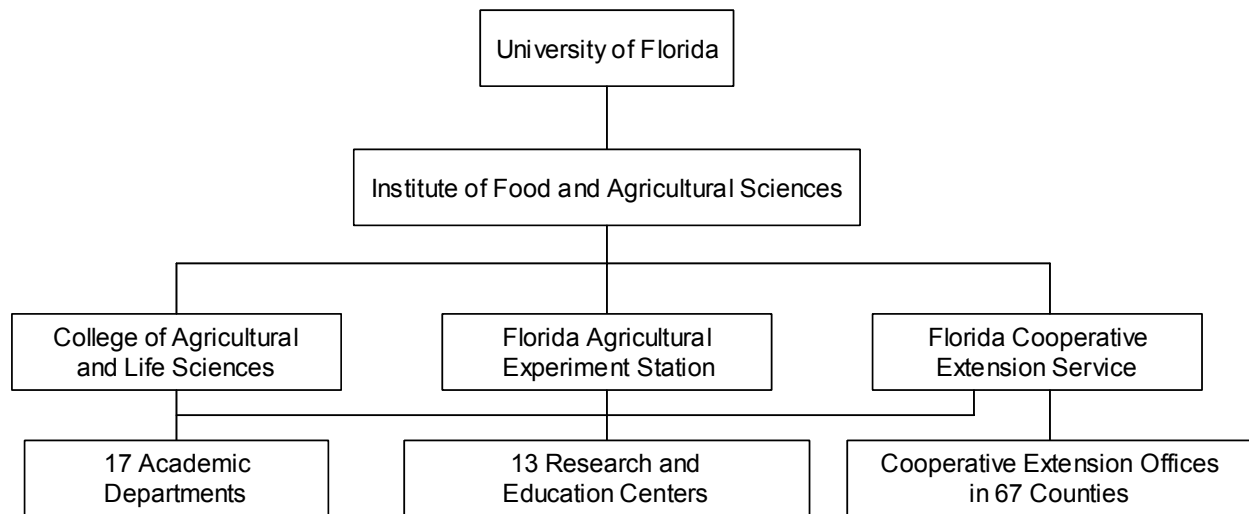 University of Florida
Institute of Food and Agricultural Sciences
College of Agricultural
and Life Sciences
Florida Agricultural
Experiment Station
Florida Cooperative
Extension Service
17 Academic
Departments
13 Research and
Education Centers
Cooperative Extension Offices
in 67 Counties